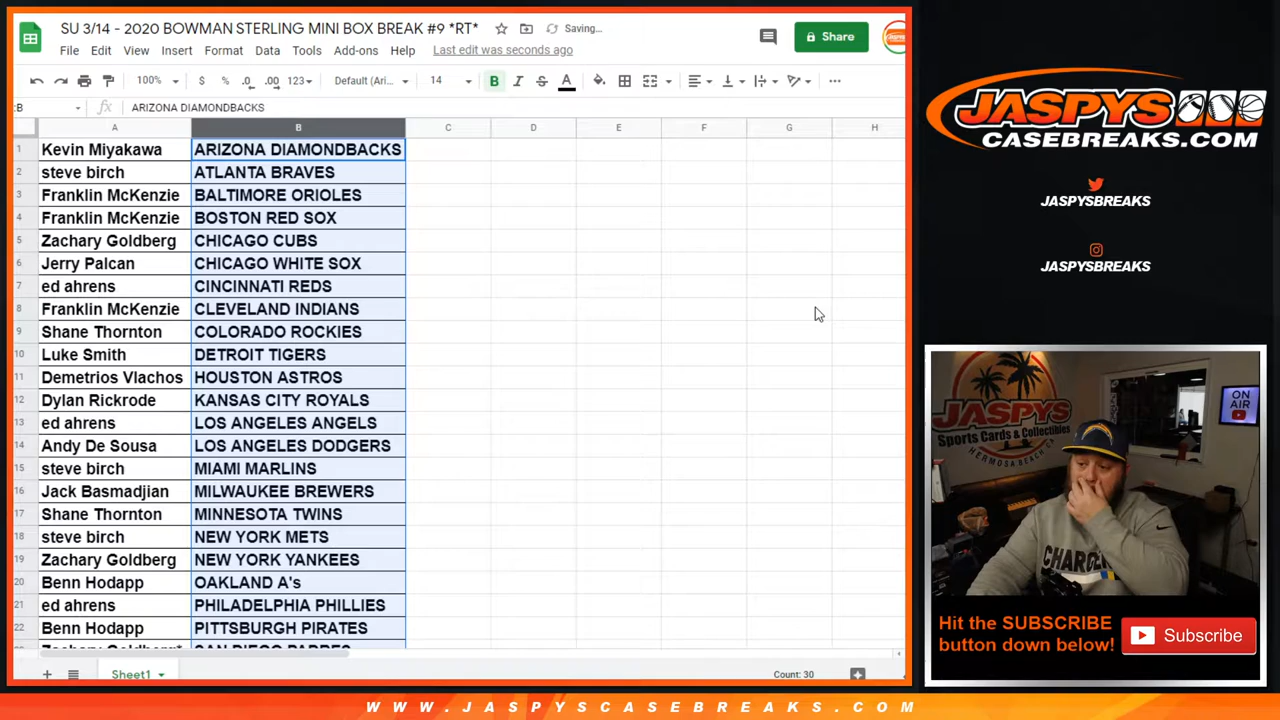 SU 3/14 - 2020 BOWMAN STERLING MINI BOX BREAK #9 *RT*
Saving...
File Edit View Insert Format Data Tools Add-ons Help Last edit was seconds ago
Share
100% $ % .0 .00 123 Default (Ari... 14 B I S A
:B fx ARIZONA DIAMONDBACKS
A B C D E F G H
1 Kevin Miyakawa ARIZONA DIAMONDBACKS
2 steve birch ATLANTA BRAVES
3 Franklin McKenzie BALTIMORE ORIOLES
4 Franklin McKenzie BOSTON RED SOX
5 Zachary Goldberg CHICAGO CUBS
6 Jerry Palcan CHICAGO WHITE SOX
7 ed ahrens CINCINNATI REDS
8 Franklin McKenzie CLEVELAND INDIANS
9 Shane Thornton COLORADO ROCKIES
10 Luke Smith DETROIT TIGERS
11 Demetrios Vlachos HOUSTON ASTROS
12 Dylan Rickrode KANSAS CITY ROYALS
13 ed ahrens LOS ANGELES ANGELS
14 Andy De Sousa LOS ANGELES DODGERS
15 steve birch MIAMI MARLINS
16 Jack Basmadjian MILWAUKEE BREWERS
17 Shane Thornton MINNESOTA TWINS
18 steve birch NEW YORK METS
19 Zachary Goldberg NEW YORK YANKEES
20 Benn Hodapp OAKLAND A's
21 ed ahrens PHILADELPHIA PHILLIES
22 Benn Hodapp PITTSBURGH PIRATES
Zachary Goldberg* SAN DIEGO PADRES
Sheet1
Count: 30
JASPYS
CASEBREAKS.COM
JASPYSBREAKS
JASPYSBREAKS
JASPYS
Sports Cards & Collectibles
HERMOSA BEACH
ON AIR
CHARGER
Hit the SUBSCRIBE
button down below!
Subscribe
WWW.JASPYSCASEBREAKS.COM